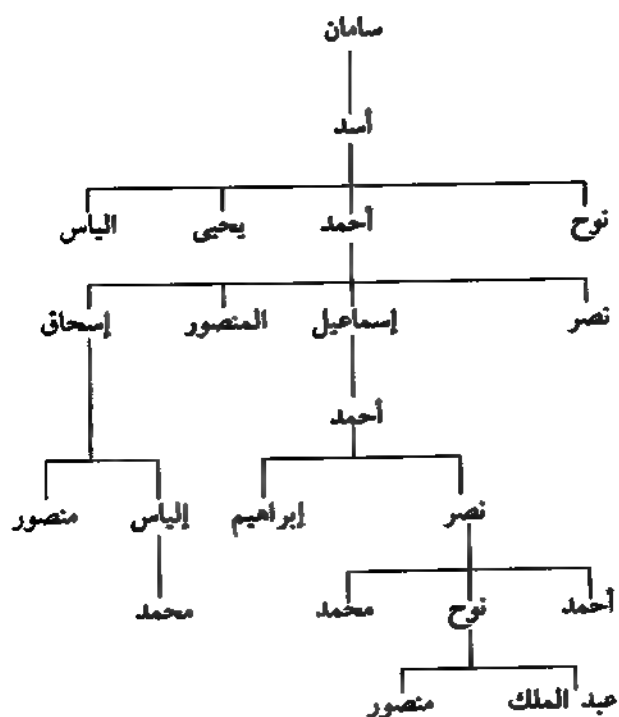 سامان
أسد
نوح أحمد يحيى الياس
نصر إسماعيل المنصور إسحاق
أحمد
نصر إبراهيم إلياس منصور
أحمد نوح محمد محمد
عبد الملك منصور